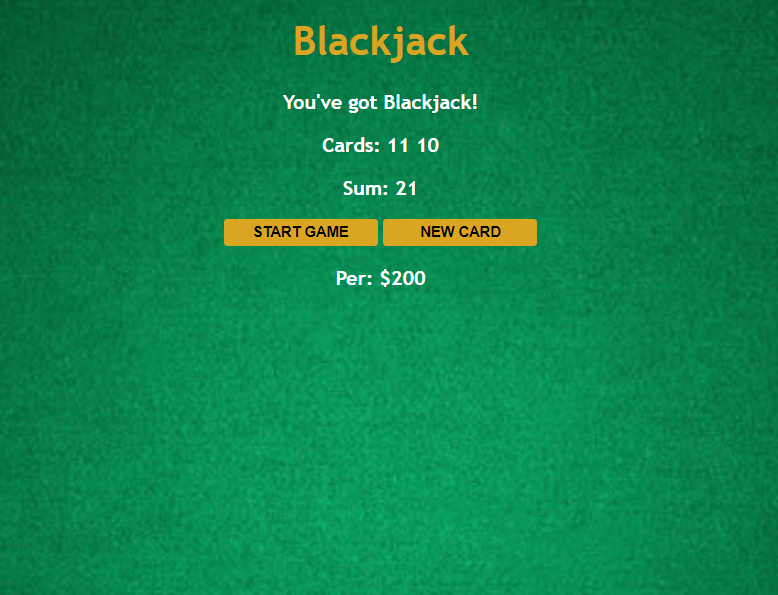 Blackjack
You've got Blackjack!
Cards: 11 10
Sum: 21
START GAME NEW CARD
Per: $200